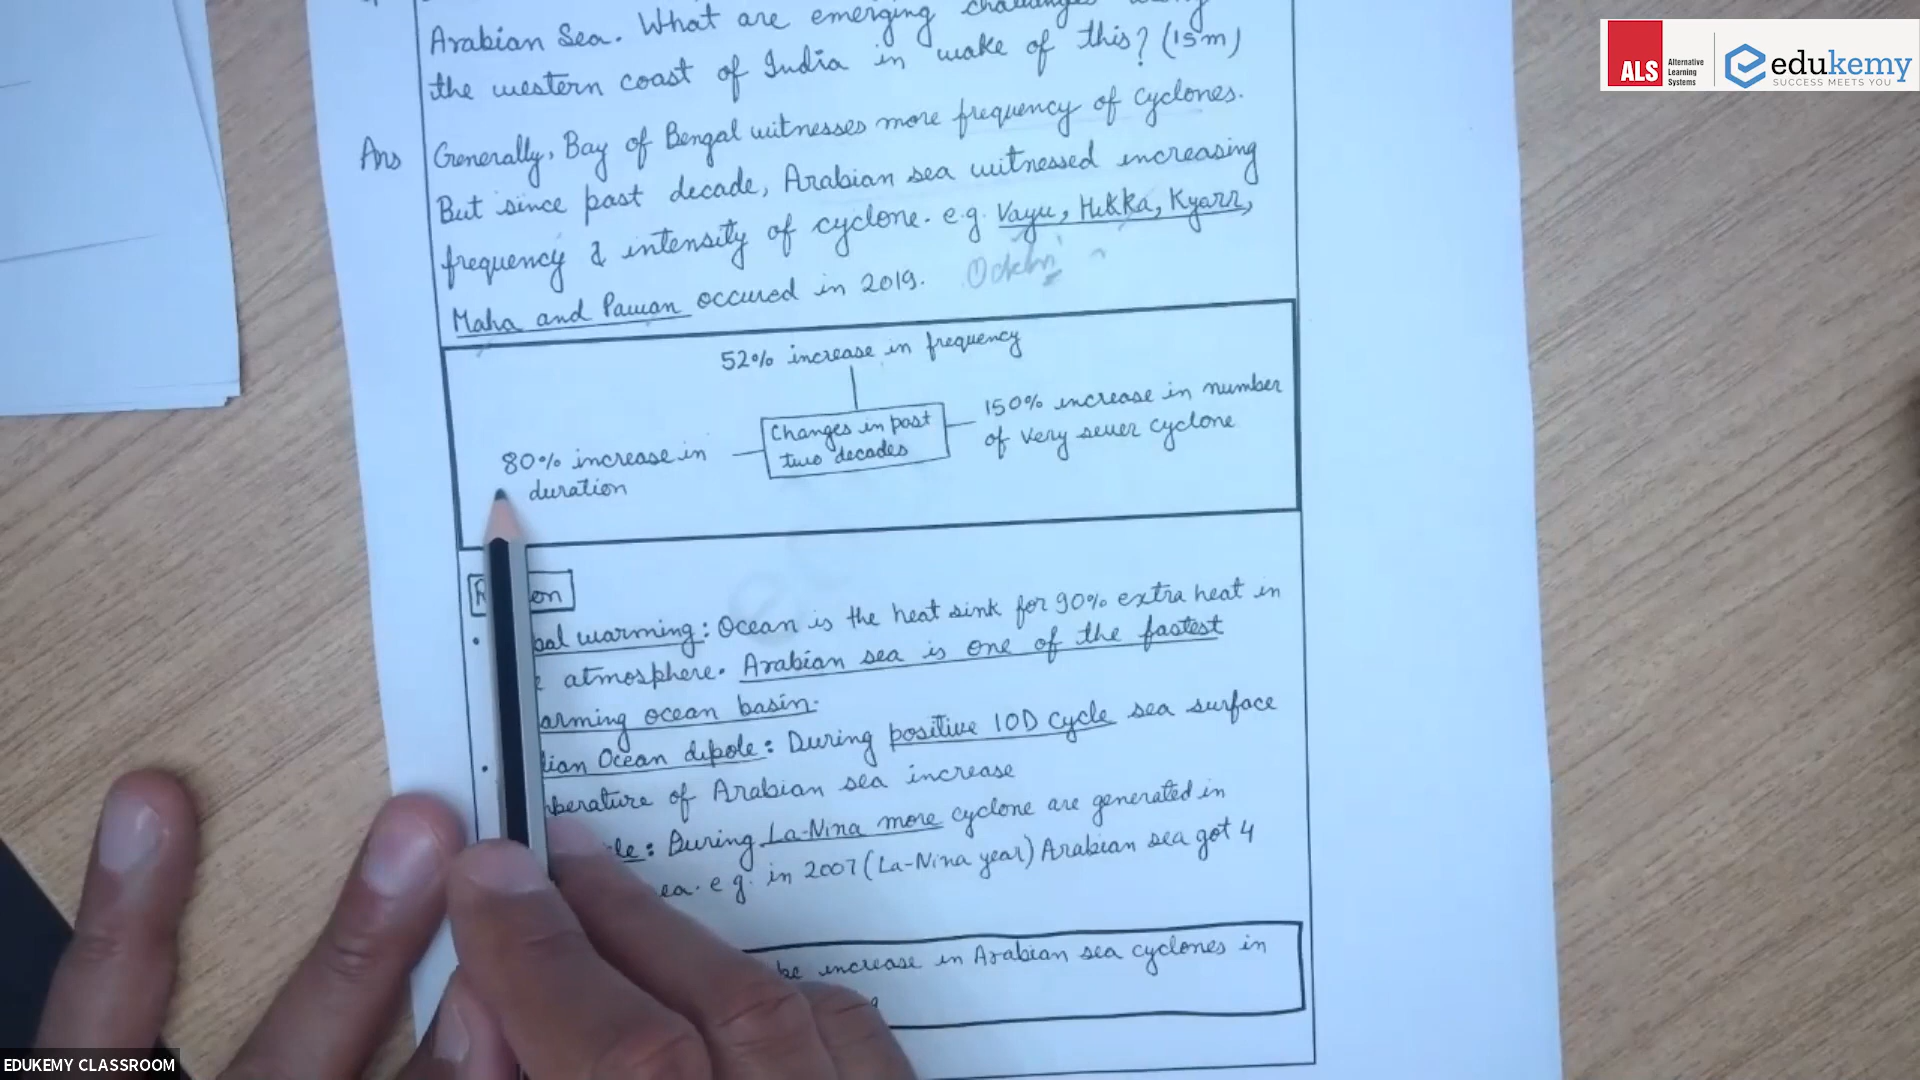 Arabian Sea. What are emerging challanges along
the western coast of India in wake of this? (15m)
Ans Generally, Bay of Bengal witnesses more frequency of cyclones.
But since past decade, Arabian sea witnessed increasing
frequency & intensity of cyclone. e.g. Vayu, Hikka, Kyarr,
Maha and Pawan occured in 2019. Ockhi
52% increase in frequency
150% increase in number
of very sever cyclone
Changes in past
two decades
80% increase in
duration
bal warming: Ocean is the heat sink for 90% extra heat in
atmosphere. Arabian sea is one of the fastest
arming ocean basin.
dian Ocean dipole: During positive IOD cycle sea surface
mperature of Arabian sea increase
cle: During La-Nina more cyclone are generated in
ea. e g. in 2007 (La-Nina year) Arabian sea got 4
be increase in Arabian sea cyclones in
ALS Alternative Learning Systems
edukemy
SUCCESS MEETS YOU
EDUKEMY CLASSROOM